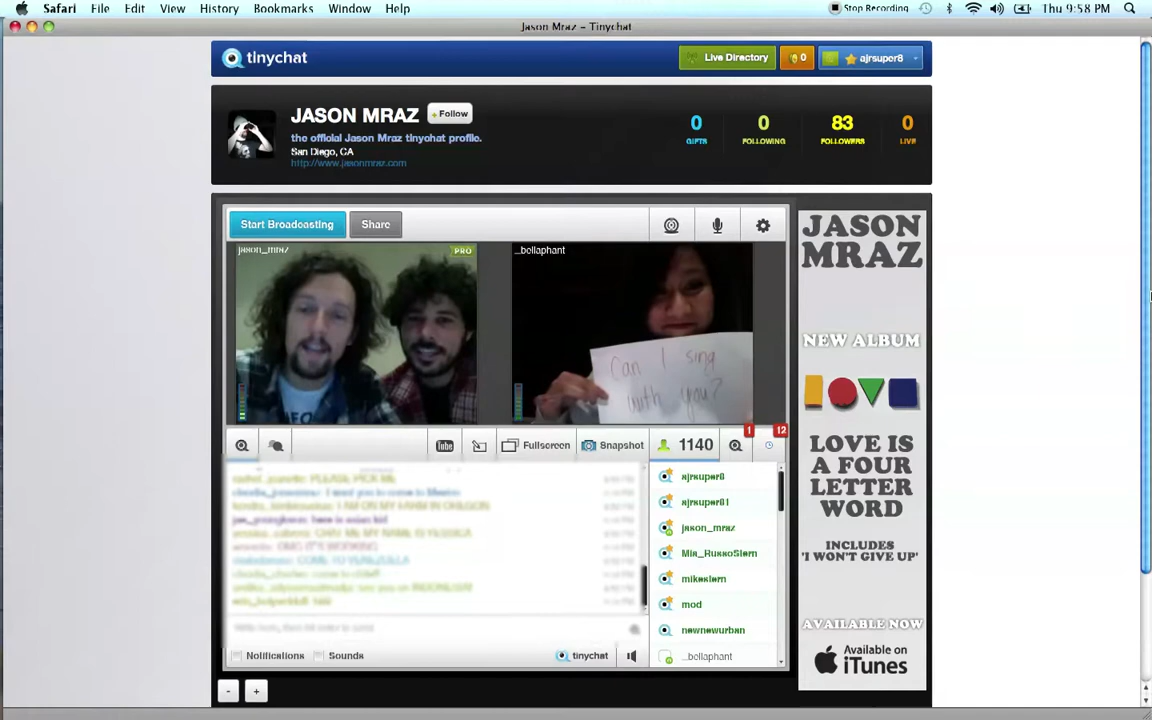 Safari File Edit View History Bookmarks Window Help
Stop Recording
Thu 9:58 PM
Jason Mraz – Tinychat
tinychat
Live Directory
0
ajrsuper8
JASON MRAZ
+Follow
the official Jason Mraz tinychat profile.
San Diego, CA
http://www.jasonmraz.com
0
GIFTS
0
FOLLOWING
83
FOLLOWERS
0
LIVE
Start Broadcasting
Share
jason_mraz
PRO
_bellaphant
Can I sing
with you?
You Tube
Fullscreen
Snapshot
1140
1
12
ajrsuper8
ajrsuper81
jason_mraz
Mia_RussoStern
mikestern
mod
newnewurban
_bellaphant
Notifications
Sounds
tinychat
- +
JASON
MRAZ
NEW ALBUM
LOVE IS
A FOUR
LETTER
WORD
INCLUDES
'I WON'T GIVE UP'
AVAILABLE NOW
Available on
iTunes